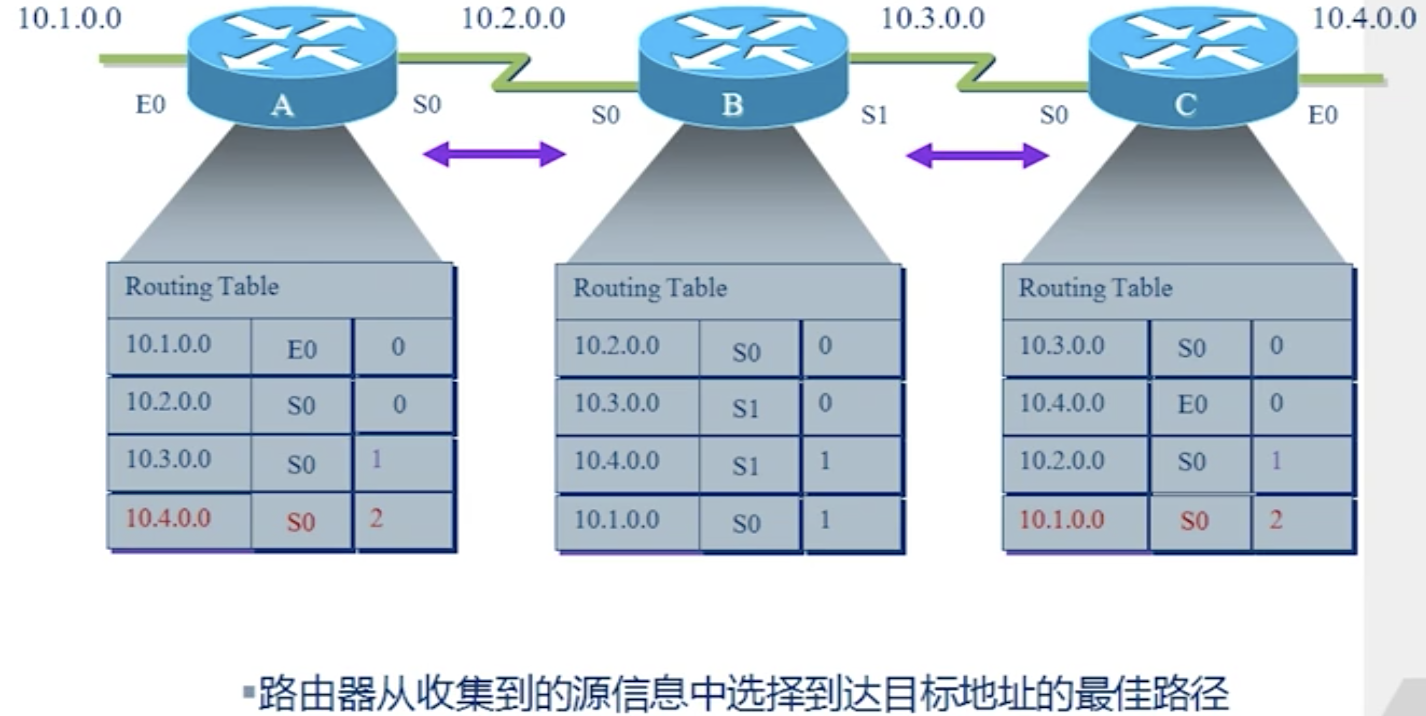 10.1.0.0 10.2.0.0 10.3.0.0 10.4.0.0
E0 A S0 S0 B S1 S0 C E0
Routing Table
10.1.0.0 E0 0
10.2.0.0 S0 0
10.3.0.0 S0 1
10.4.0.0 S0 2
Routing Table
10.2.0.0 S0 0
10.3.0.0 S1 0
10.4.0.0 S1 1
10.1.0.0 S0 1
Routing Table
10.3.0.0 S0 0
10.4.0.0 E0 0
10.2.0.0 S0 1
10.1.0.0 S0 2
▪路由器从收集到的源信息中选择到达目标地址的最佳路径